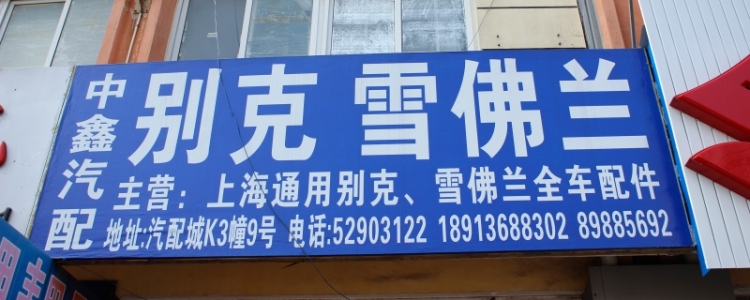 中鑫汽配
别克 雪佛兰
主营：上海通用别克、雪佛兰全车配件
地址:汽配城K3幢9号 电话:52903122 18913688302 89885692